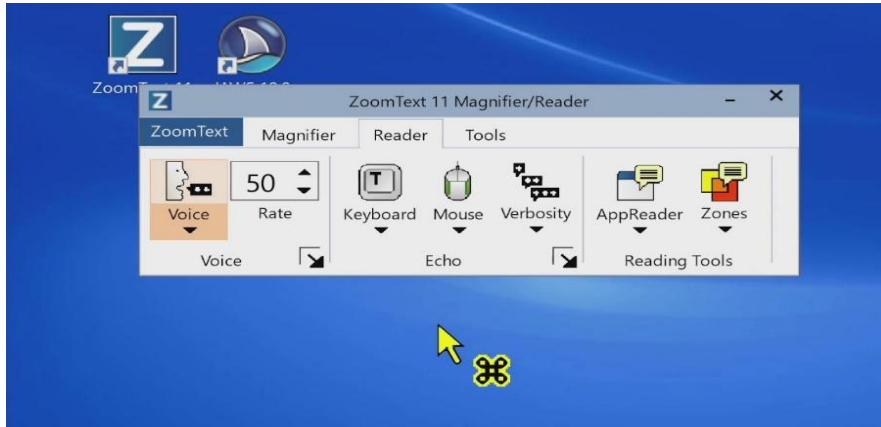 Zoom
ZoomText 11 Magnifier/Reader
ZoomText Magnifier Reader Tools
50
T
Voice Rate Keyboard Mouse Verbosity AppReader Zones
Voice Echo Reading Tools